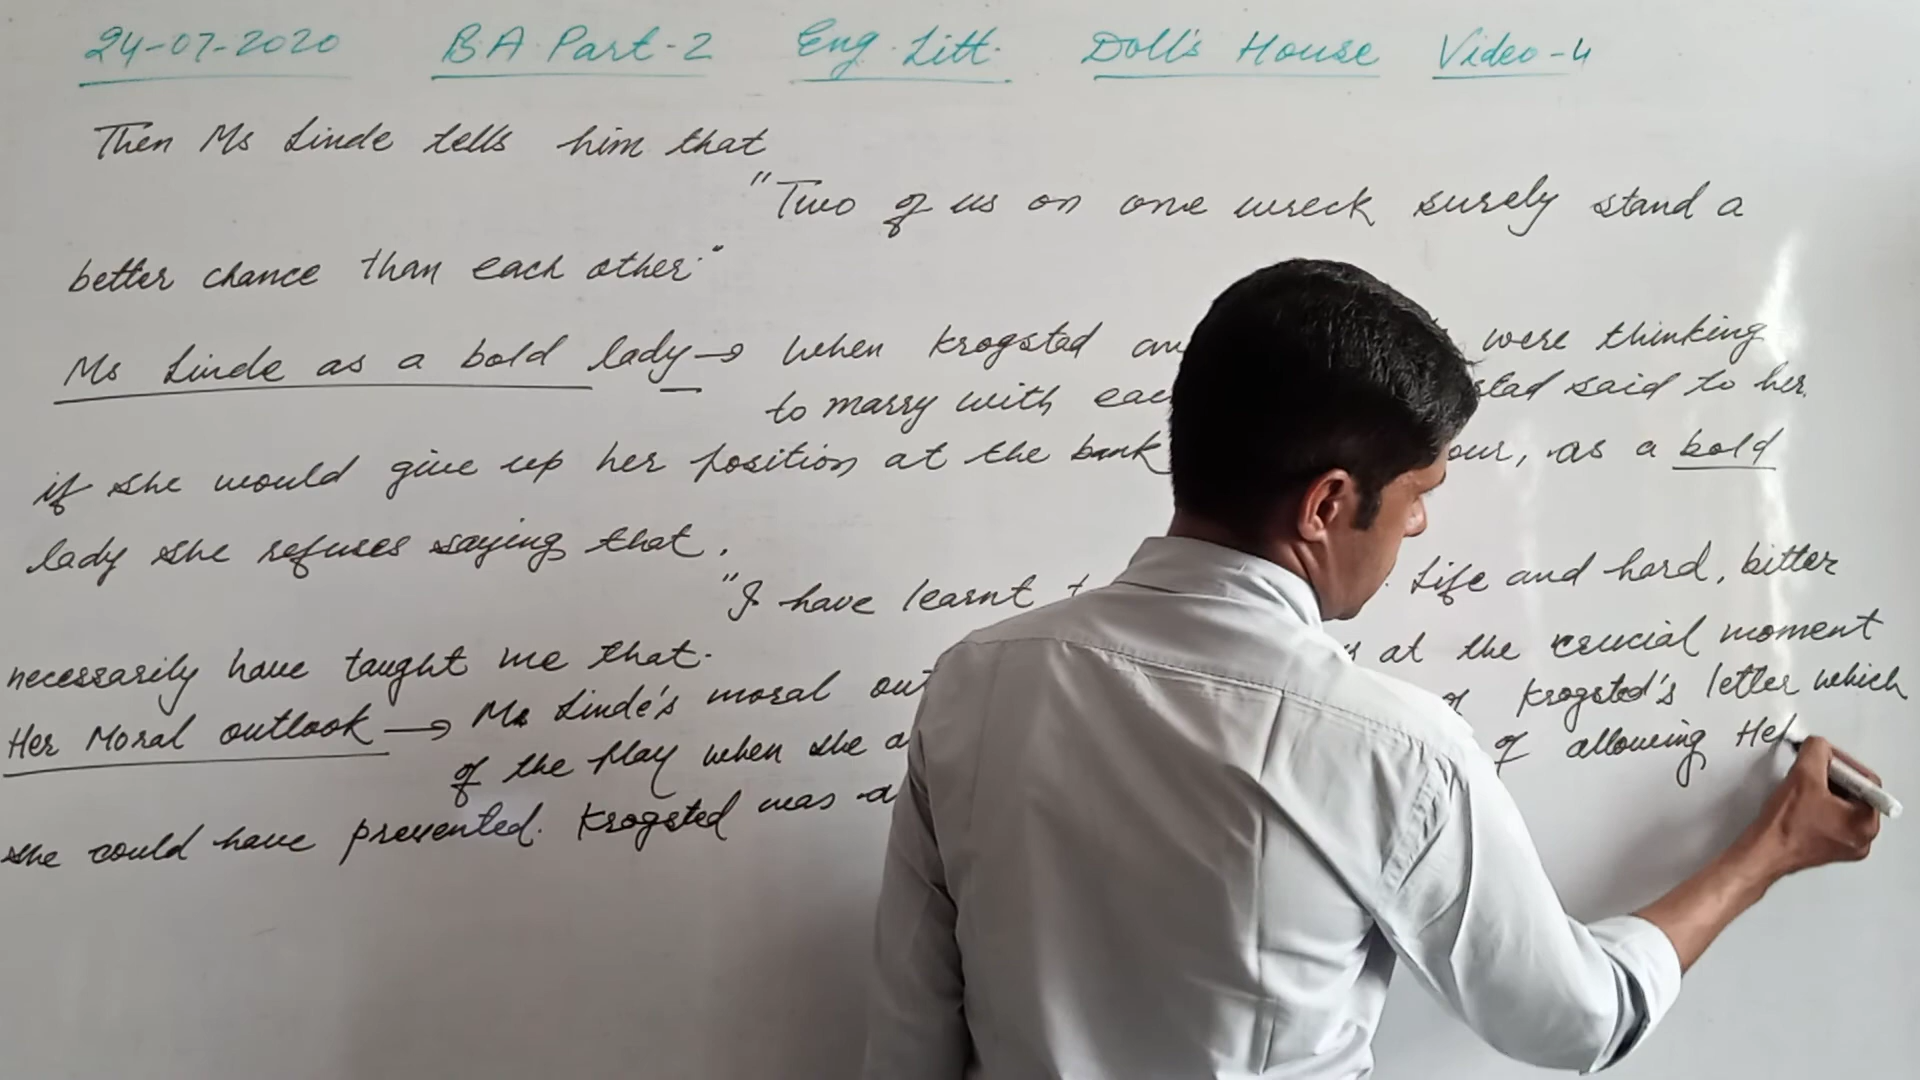 24-07-2020 BA Part-2 Eng. Litt. Doll's House Video-4
Then Ms Linde tells him that
"Two of us on one wreck surely stand a
better chance than each other."
Ms Linde as a bold lady → When Krogstad were thinking
to marry with said to her
if she would give up her position at the bank as a bold
lady she refuses saying that,
"I have learnt Life and hard, bitter
necessarily have taught me that.
Her Moral outlook → Ms Linde's moral at the crucial moment
of the play when she of Krogsted's letter which
she could have prevented. Krogsted was of allowing Hel